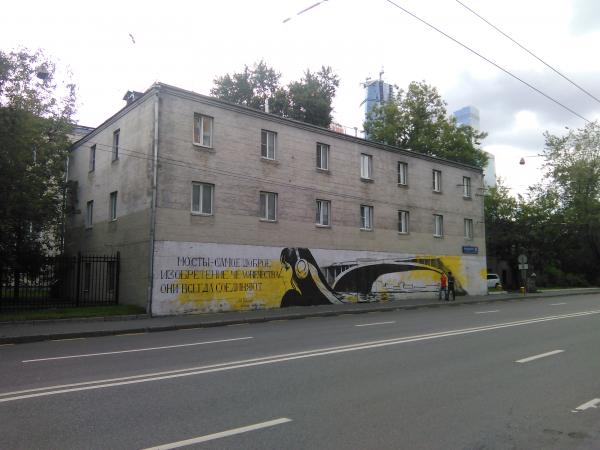 МОСТЫ-САМОЕ ДОБРОЕ
ИЗОБРЕТЕНИЕ ЧЕЛОВЕЧЕСТВА.
ОНИ ВСЕГДА СОЕДИНЯЮТ